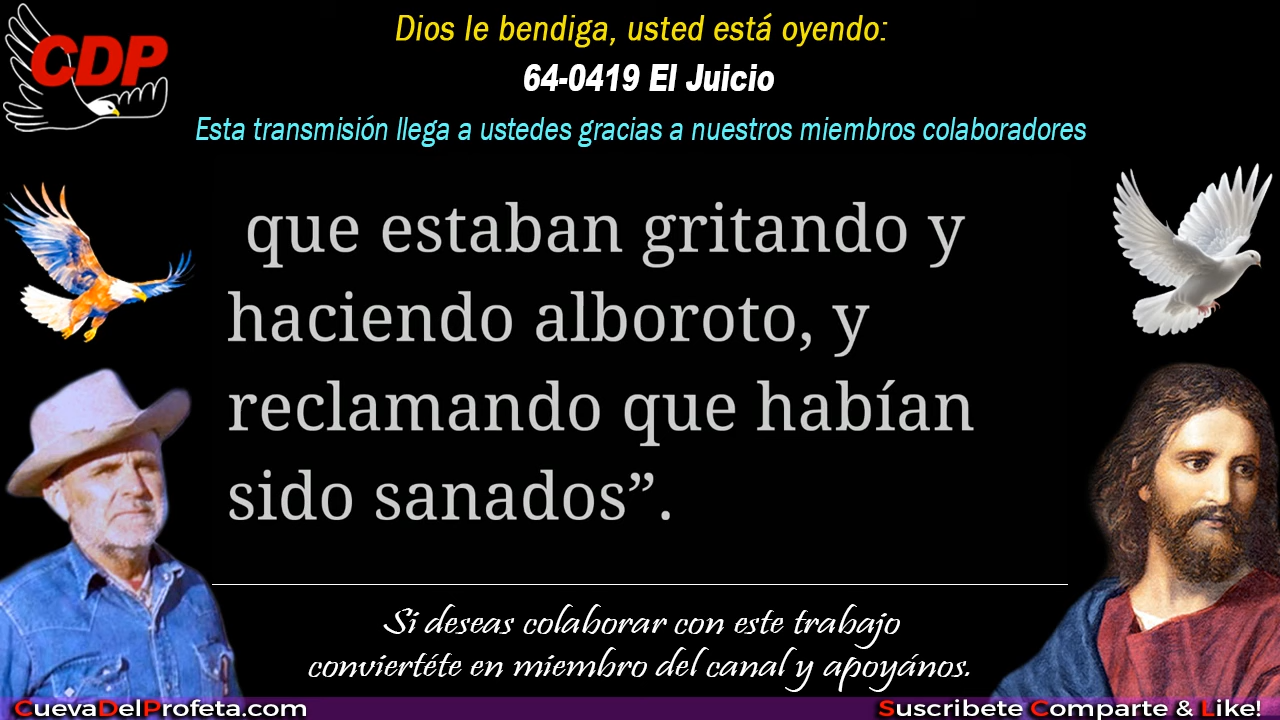 CDP
Dios le bendiga, usted está oyendo:
64-0419 El Juicio
Esta transmisión llega a ustedes gracias a nuestros miembros colaboradores
que estaban gritando y
haciendo alboroto, y
reclamando que habían
sido sanados”.
Si deseas colaborar con este trabajo
conviertéte en miembro del canal y apoyános.
CuevaDelProfeta.com
Suscribete Comparte & Like!